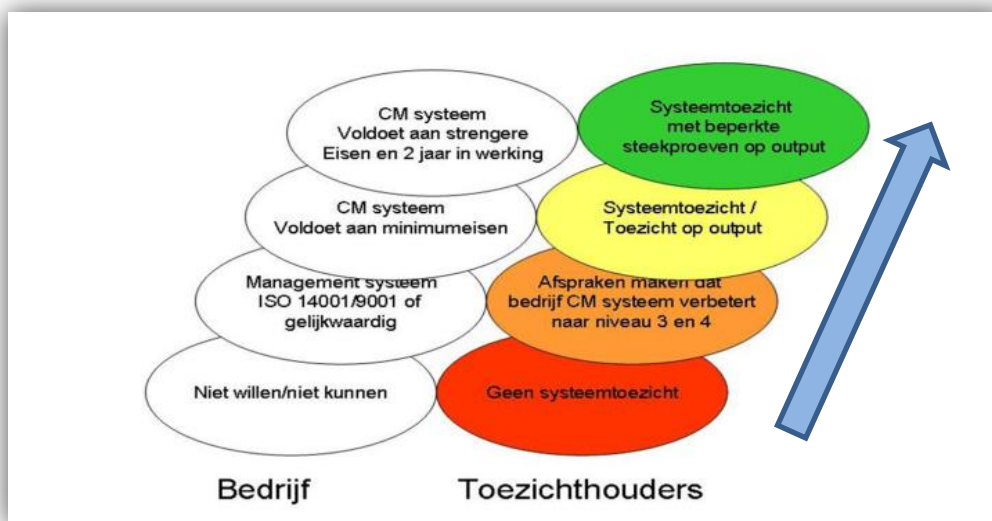 CM systeem
Voldoet aan strengere
Eisen en 2 jaar in werking
Systeemtoezicht
met beperkte
steekproeven op output
CM systeem
Voldoet aan minimumeisen
Systeemtoezicht /
Toezicht op output
Management systeem
ISO 14001/9001 of
gelijkwaardig
Afspraken maken dat
bedrijf CM systeem verbetert
naar niveau 3 en 4
Niet willen/niet kunnen
Geen systeemtoezicht
Bedrijf
Toezichthouders